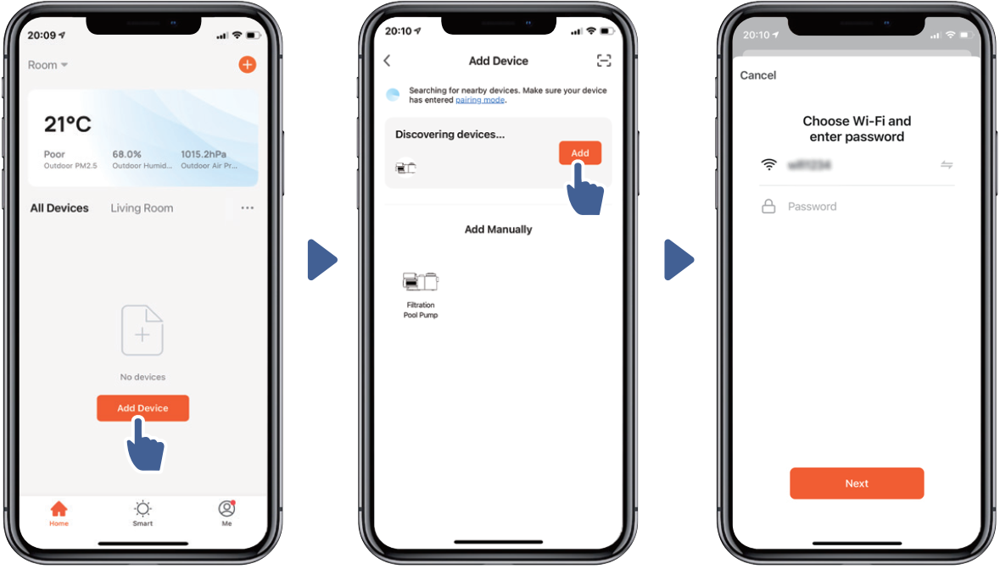 20:09
Room
21°C
Poor
Outdoor PM2.5
68.0%
Outdoor Humid...
1015.2hPa
Outdoor Air Pr...
All Devices
Living Room
No devices
Add Device
Home
Smart
Me
20:10
Add Device
Searching for nearby devices. Make sure your device
has entered pairing mode.
Discovering devices...
Add
Add Manually
Filtration
Pool Pump
20:10
Cancel
Choose Wi-Fi and
enter password
Password
Next